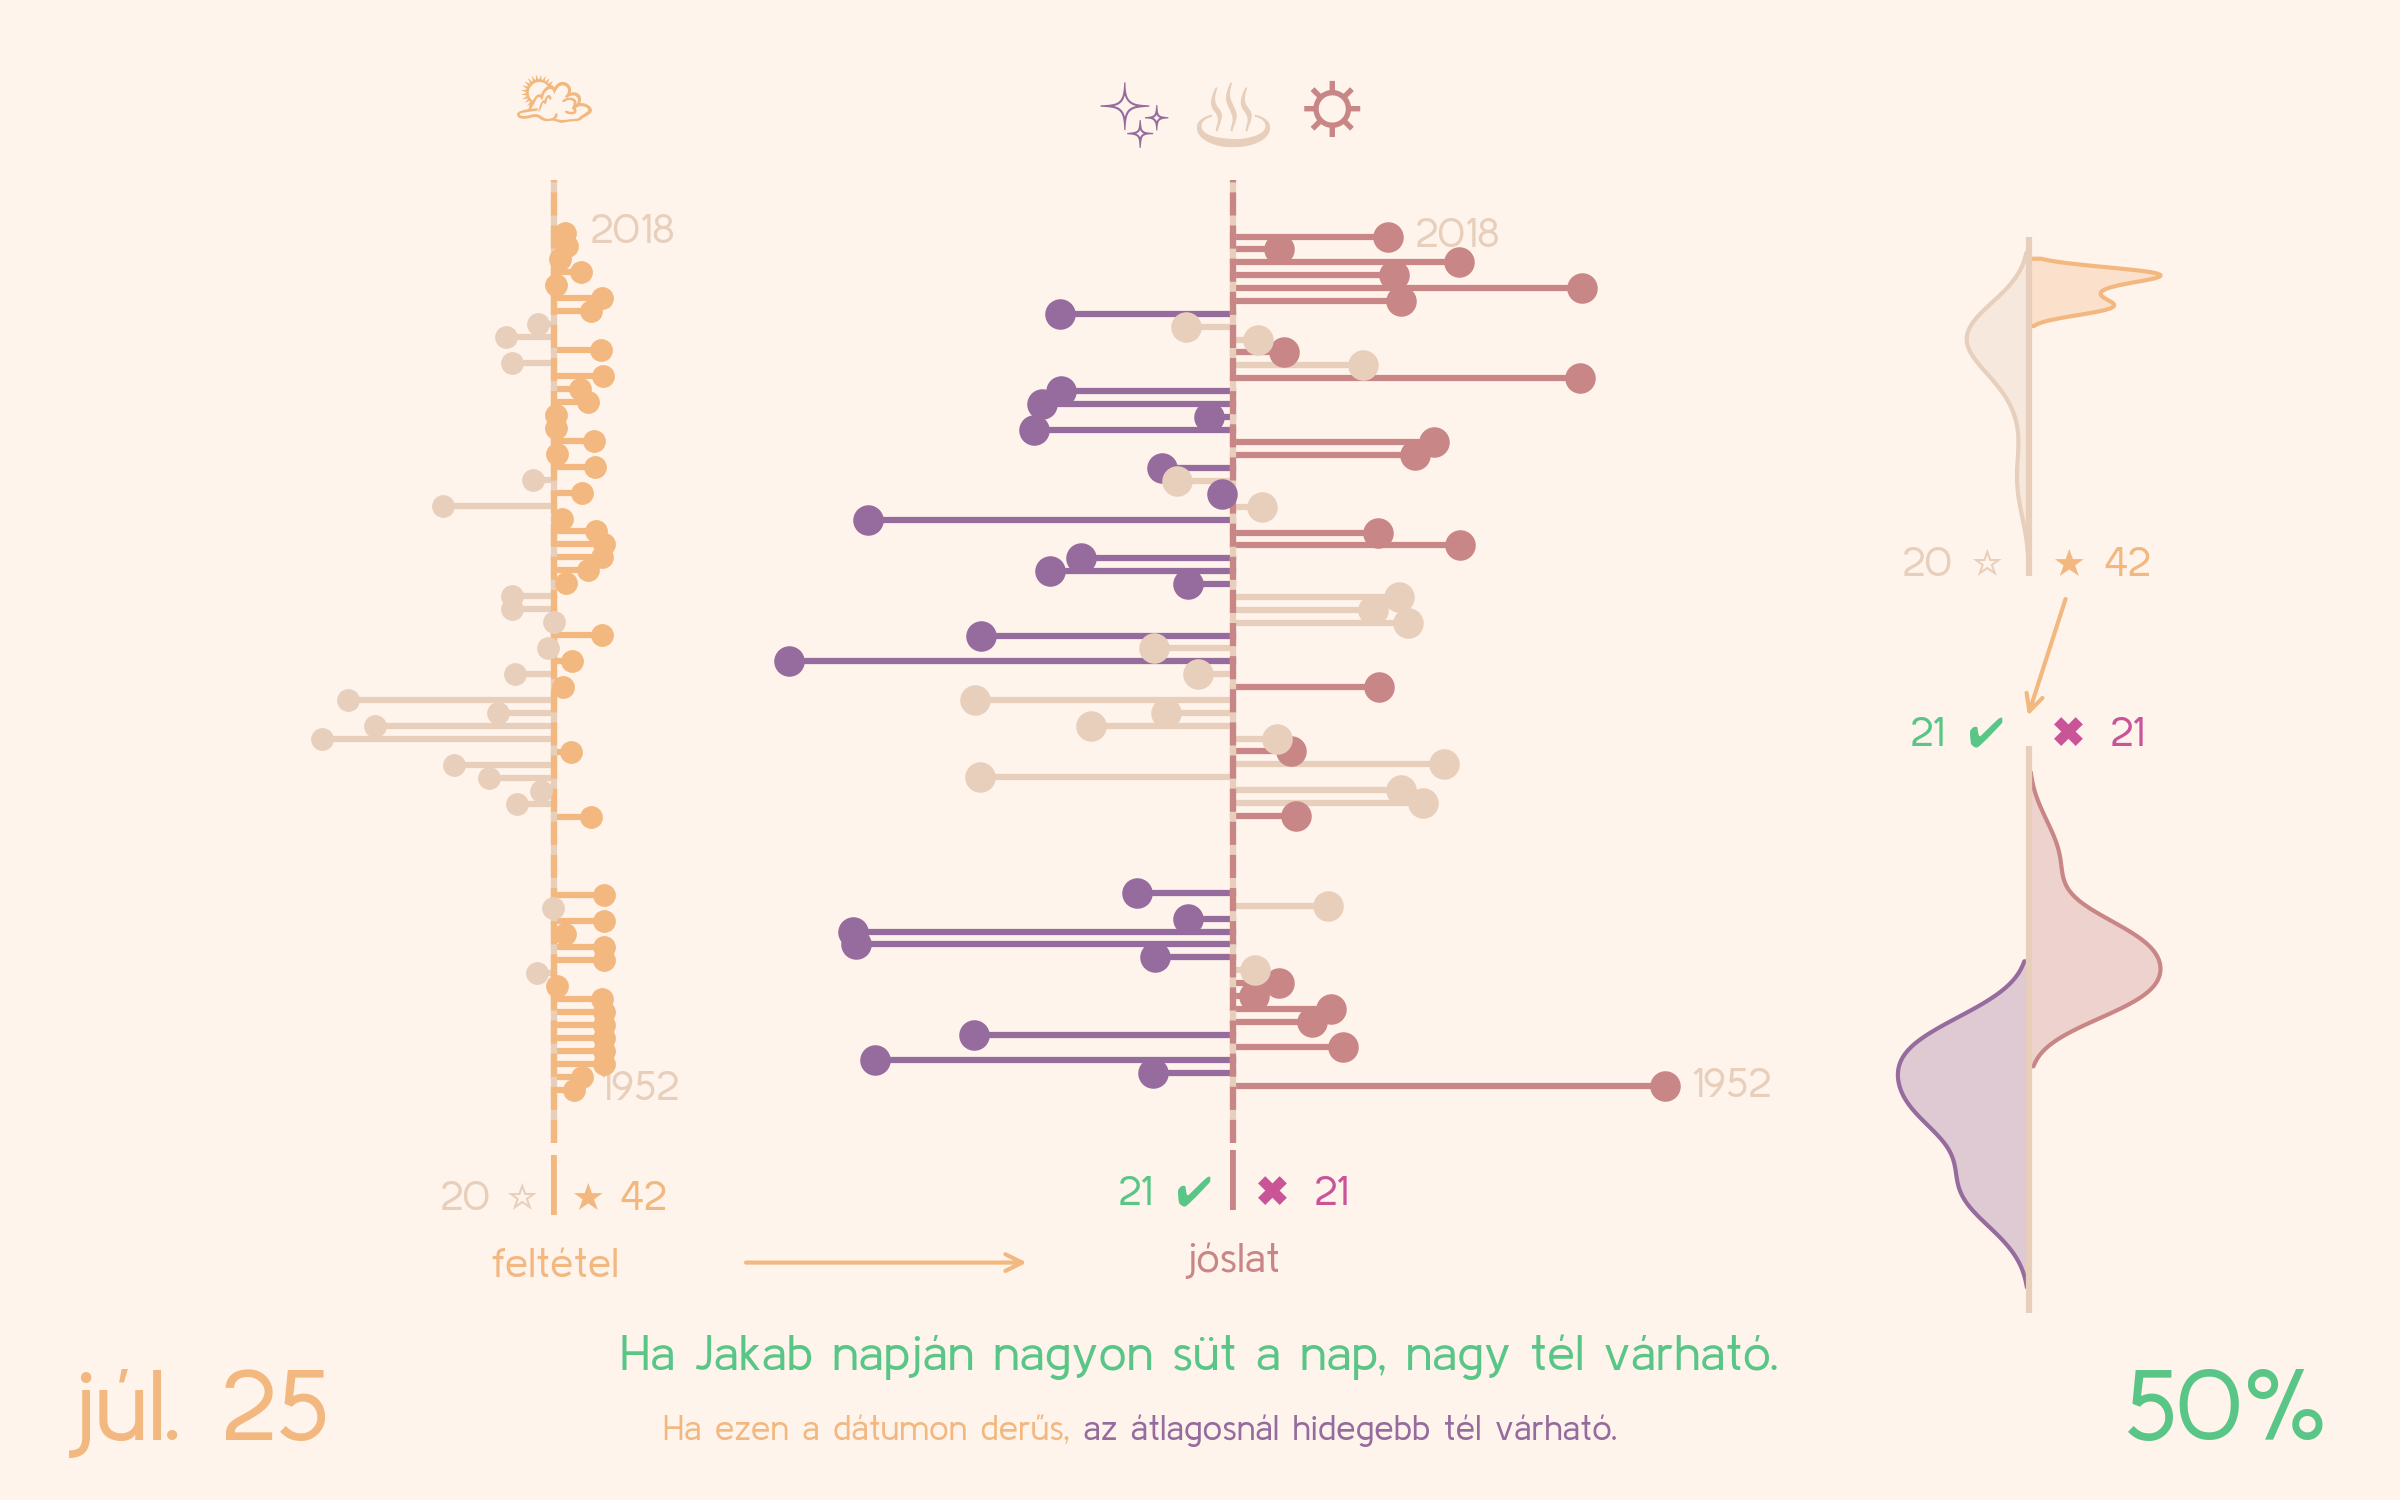 2018
2018
20 ☆ ★ 42
21 ✔ ✖ 21
1952
1952
20 ☆ ★ 42
21 ✔ ✖ 21
feltétel
jóslat
Ha Jakab napján nagyon süt a nap, nagy tél várható.
júl. 25
50%
Ha ezen a dátumon derűs, az átlagosnál hidegebb tél várható.